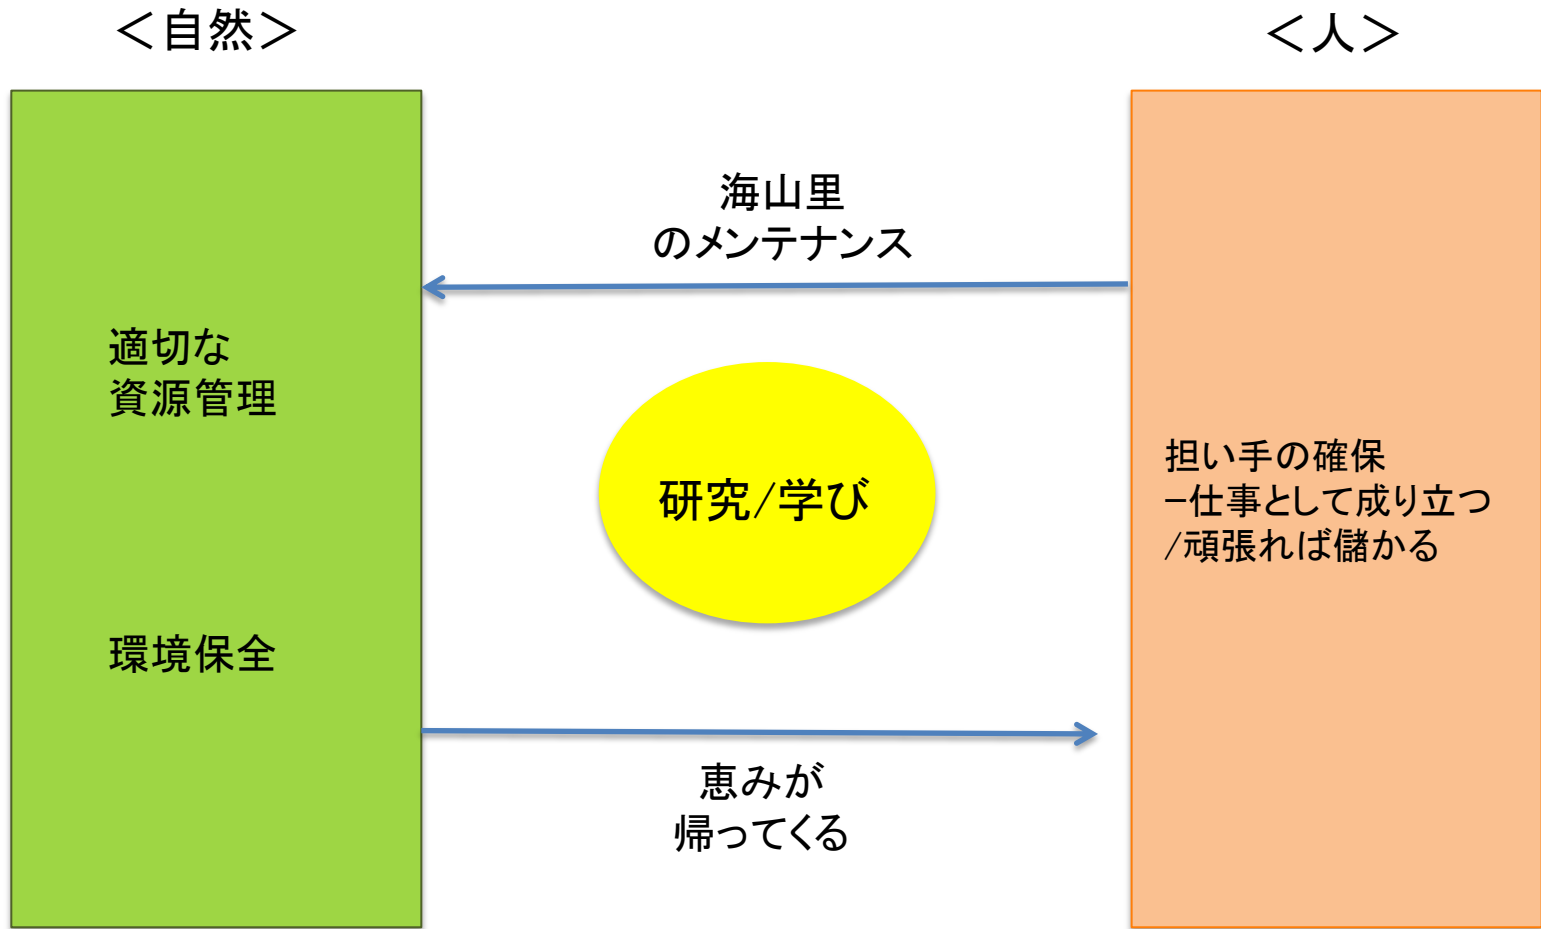 ＜自然＞
＜人＞
海山里
のメンテナンス
適切な
資源管理
研究/学び
担い手の確保
−仕事として成り立つ
/頑張れば儲かる
環境保全
恵みが
帰ってくる